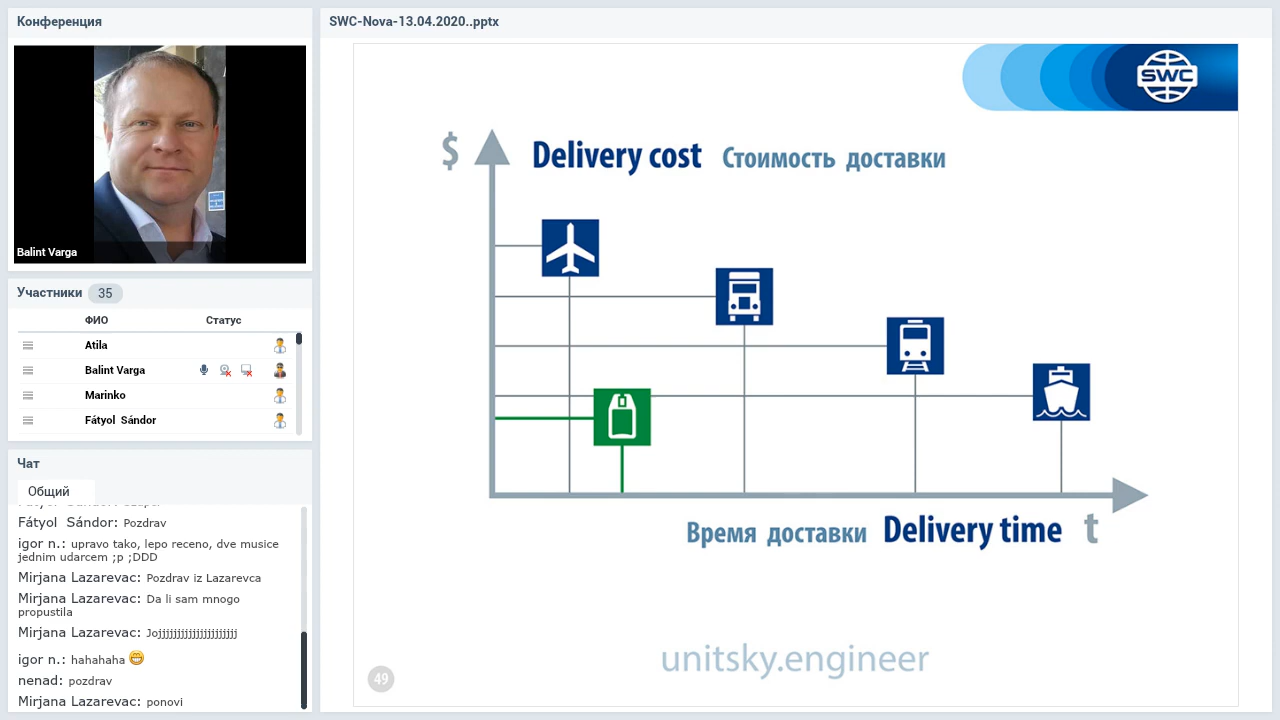 Конференция
Balint Varga
Участники 35
ФИО Статус
Atila
Balint Varga
Marinko
Fátyol Sándor
Чат
Общий
Fátyol Sándor: Pozdrav
igor n.: upravo tako, lepo receno, dve musice
jednim udarcem ;p ;DDD
Mirjana Lazarevac: Pozdrav iz Lazarevca
Mirjana Lazarevac: Da li sam mnogo
propustila
Mirjana Lazarevac: Jojjjjjjjjjjjjjjjjjjjjj
igor n.: hahahaha
nenad: pozdrav
Mirjana Lazarevac: ponovi
SWC-Nova-13.04.2020..pptx
SWC
$ Delivery cost Стоимость доставки
Время доставки Delivery time t
unitsky.engineer
49